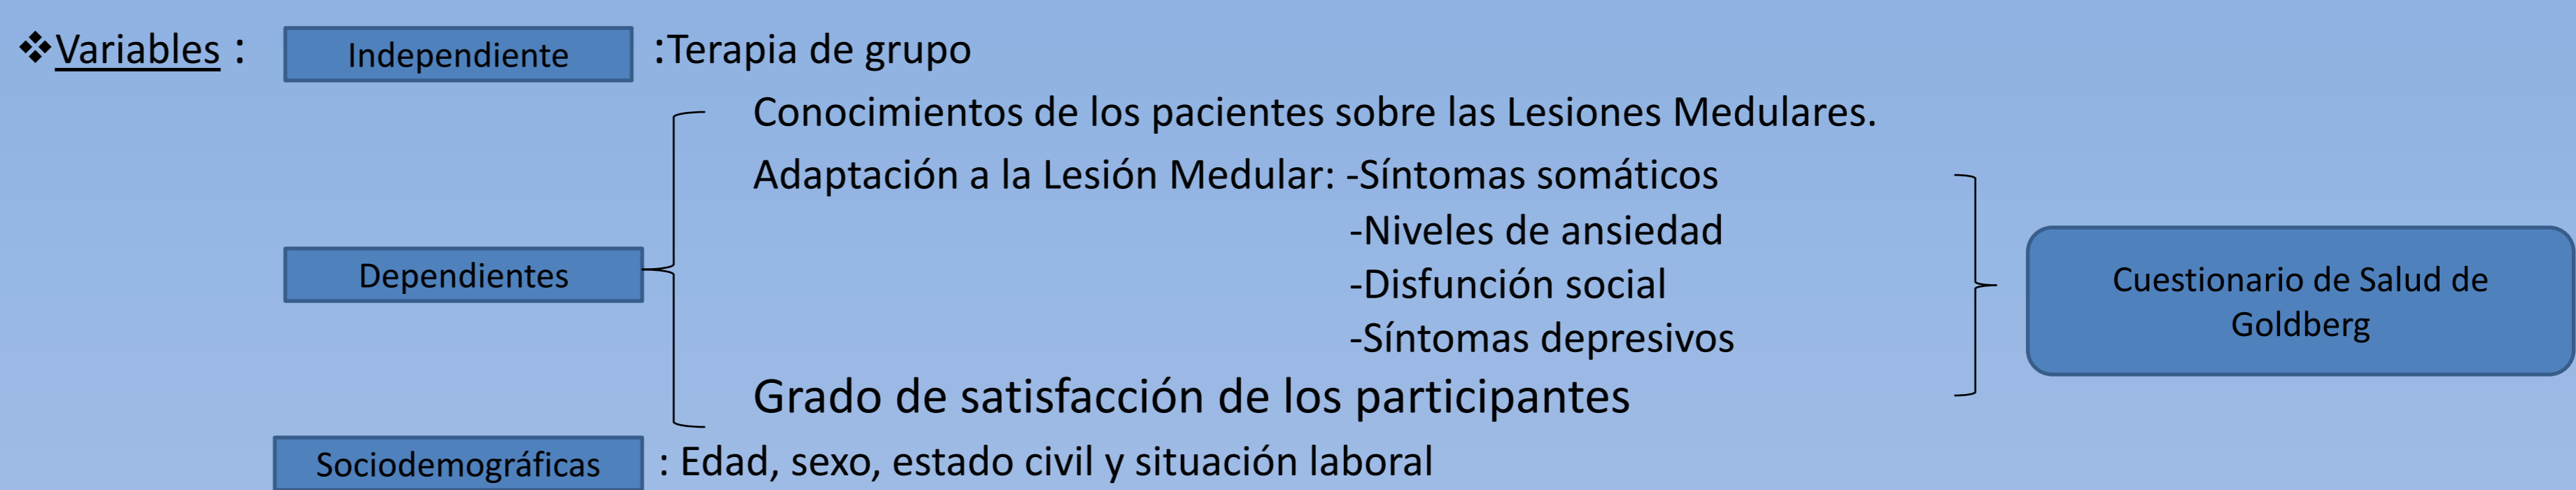 ❖Variables : Independiente :Terapia de grupo
Conocimientos de los pacientes sobre las Lesiones Medulares.
Adaptación a la Lesión Medular: -Síntomas somáticos
-Niveles de ansiedad
Dependientes
-Disfunción social
-Síntomas depresivos
Cuestionario de Salud de
Goldberg
Grado de satisfacción de los participantes
Sociodemográficas : Edad, sexo, estado civil y situación laboral